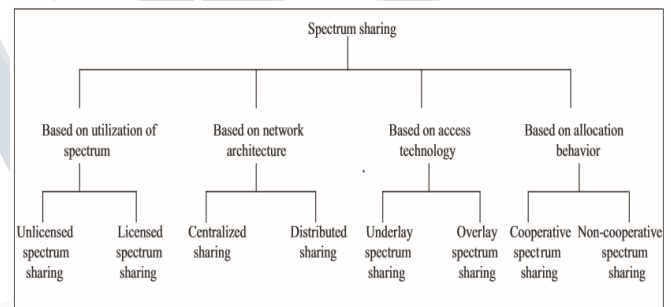 Spectrum sharing
Based on utilization of
spectrum
Based on network
architecture
Based on access
technology
Based on allocation
behavior
Unlicensed
spectrum
sharing
Licensed
spectrum
sharing
Centralized
sharing
Distributed
sharing
Underlay
spectrum
sharing
Overlay
spectrum
sharing
Cooperative
spectrum
sharing
Non-cooperative
spectrum
sharing